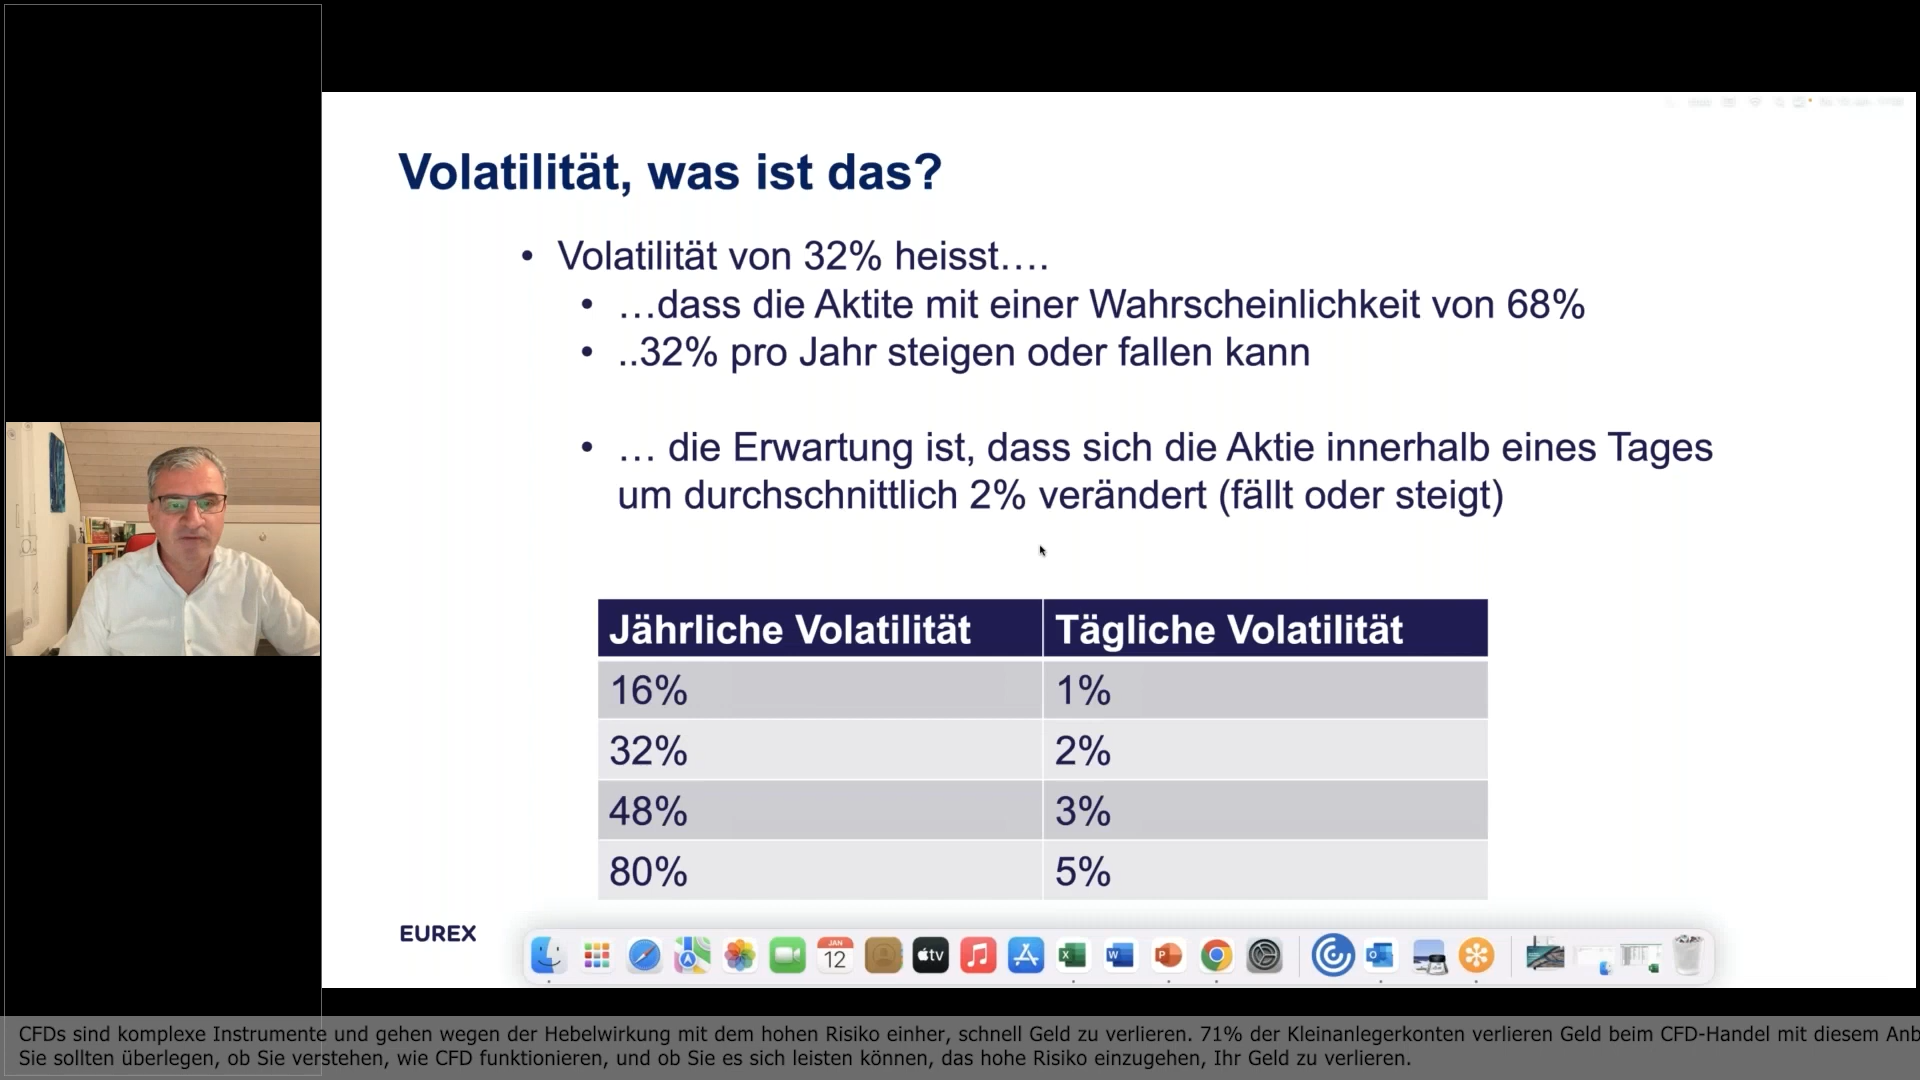 Volatilität, was ist das?
• Volatilität von 32% heisst….
• …dass die Aktite mit einer Wahrscheinlichkeit von 68%
• ..32% pro Jahr steigen oder fallen kann
• … die Erwartung ist, dass sich die Aktie innerhalb eines Tages
um durchschnittlich 2% verändert (fällt oder steigt)
Jährliche Volatilität Tägliche Volatilität
16% 1%
32% 2%
48% 3%
80% 5%
EUREX
JAN
12
tv
X
W
P
O
CFDs sind komplexe Instrumente und gehen wegen der Hebelwirkung mit dem hohen Risiko einher, schnell Geld zu verlieren. 71% der Kleinanlegerkonten verlieren Geld beim CFD-Handel mit diesem Anb
Sie sollten überlegen, ob Sie verstehen, wie CFD funktionieren, und ob Sie es sich leisten können, das hohe Risiko einzugehen, Ihr Geld zu verlieren.